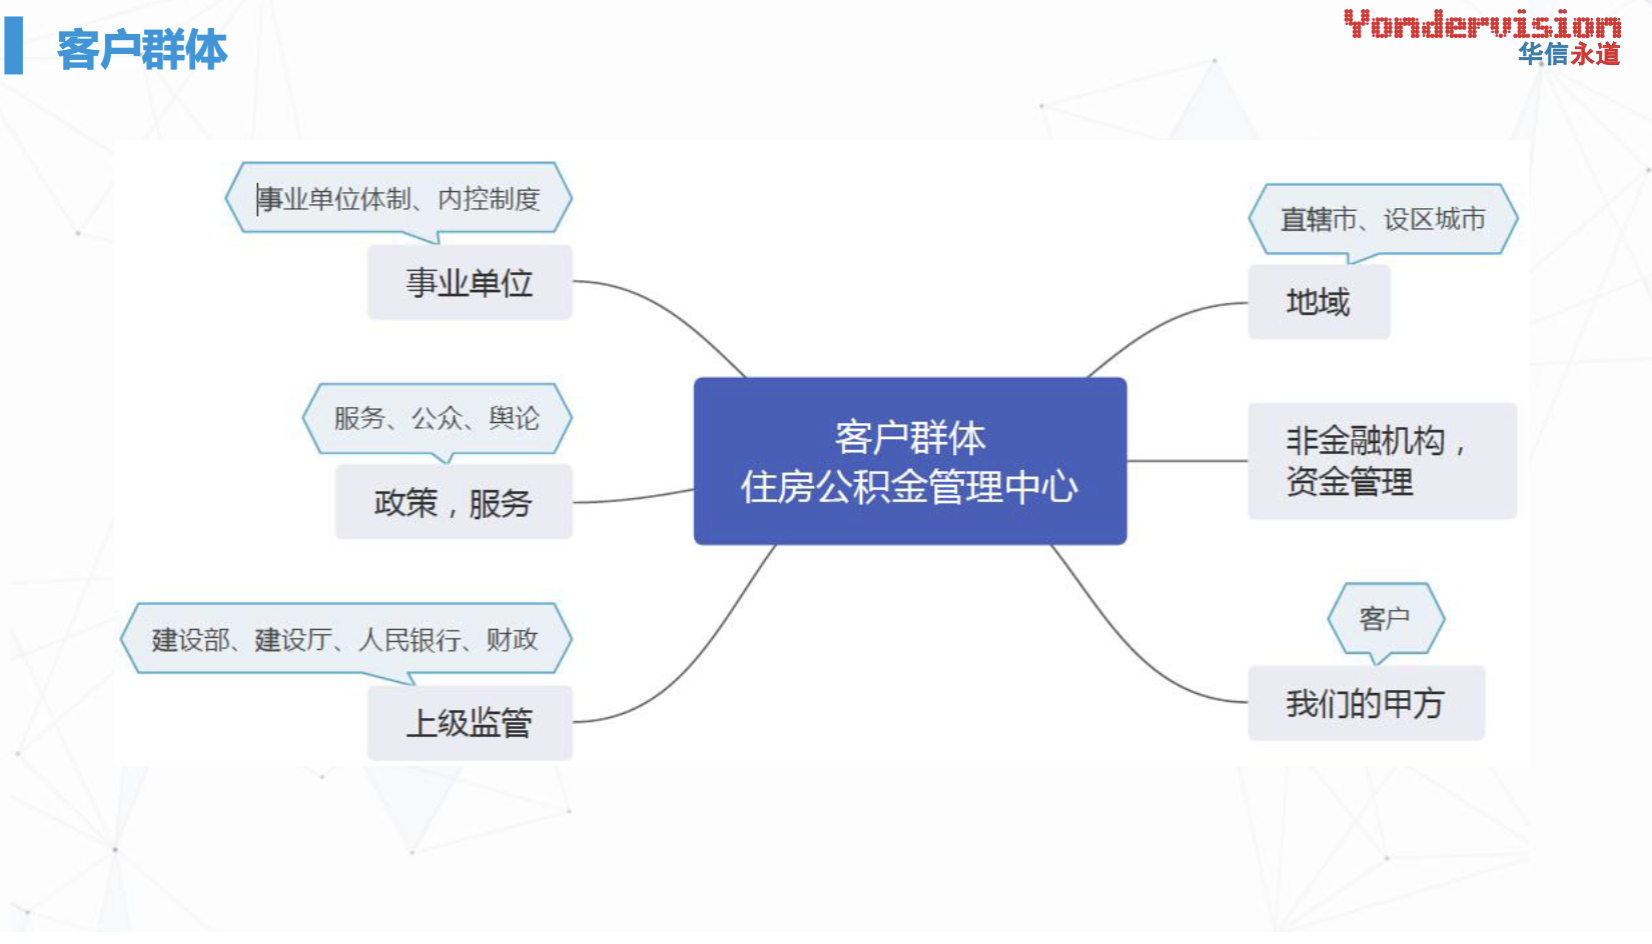 客户群体
Yondervision
华信永道
事业单位体制、内控制度
事业单位
服务、公众、舆论
政策，服务
建设部、建设厅、人民银行、财政
上级监管
客户群体
住房公积金管理中心
直辖市、设区城市
地域
非金融机构，
资金管理
客户
我们的甲方